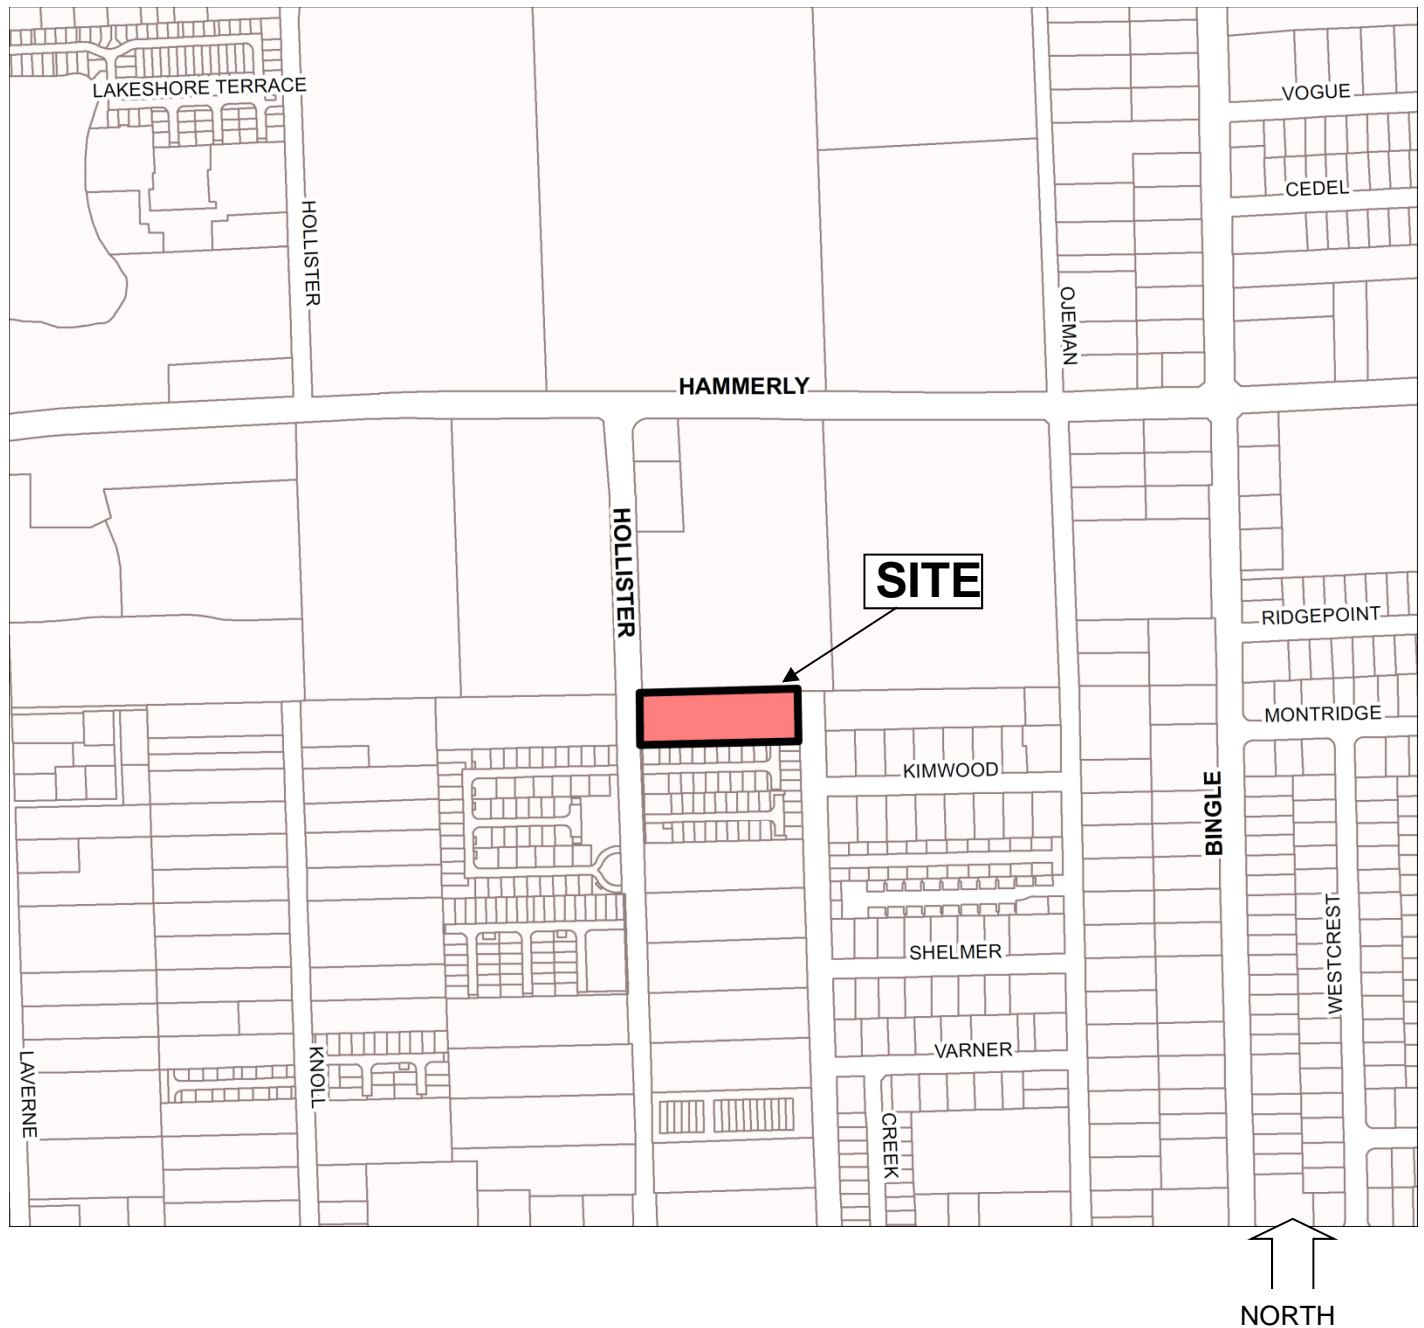 LAKESHORE TERRACE
VOGUE
CEDEL
HOLLISTER
OJEMAN
HAMMERLY
HOLLISTER
SITE
RIDGEPOINT
MONTRIDGE
KIMWOOD
BINGLE
WESTCREST
SHELMER
VARNER
LAVERNE
KNOLL
CREEK
NORTH